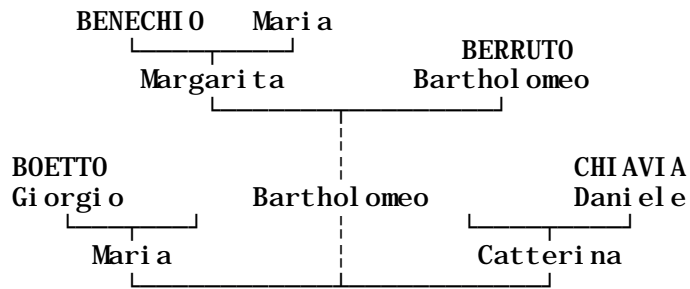 BENECHIO Maria
BERRUTO
Margarita Bartholomeo
BOETTO CHIAVIA
Giorgio Bartholomeo Daniele
Maria Catterina